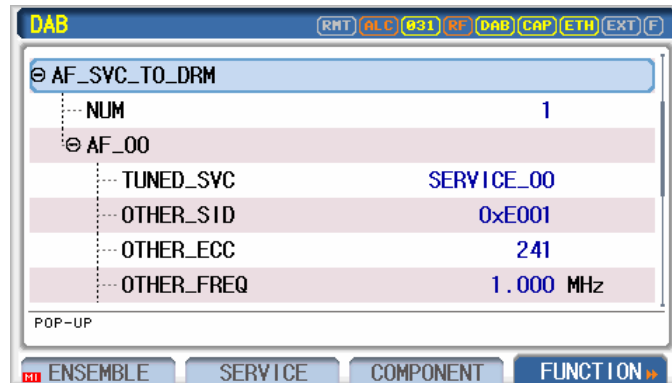 DAB (RMT)(ALC)(031)(RF)(DAB)(CAP)(ETH)(EXT)(F)
AF_SVC_TO_DRM
NUM 1
AF_00
TUNED_SVC SERVICE_00
OTHER_SID 0xE001
OTHER_ECC 241
OTHER_FREQ 1.000 MHz
POP-UP
MI ENSEMBLE SERVICE COMPONENT FUNCTION